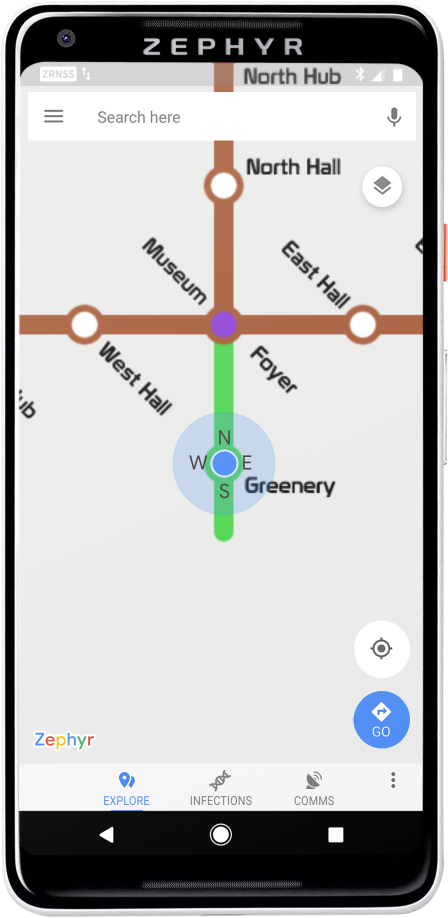 ZEPHYR
ZRNSS
North Hub
Search here
North Hall
Museum
East Hall
West Hall
Foyer
ub
N
W E
S
Greenery
GO
Zephyr
EXPLORE
INFECTIONS
COMMS